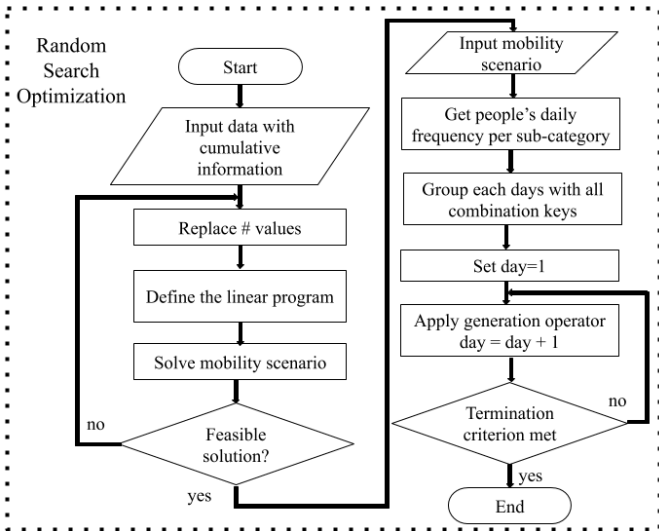 Random
Search
Optimization
Start
Input data with
cumulative
information
Replace # values
Define the linear program
Solve mobility scenario
Feasible
solution?
no
yes
Input mobility
scenario
Get people's daily
frequency per sub-category
Group each days with all
combination keys
Set day=1
Apply generation operator
day = day + 1
Termination
criterion met
no
yes
End